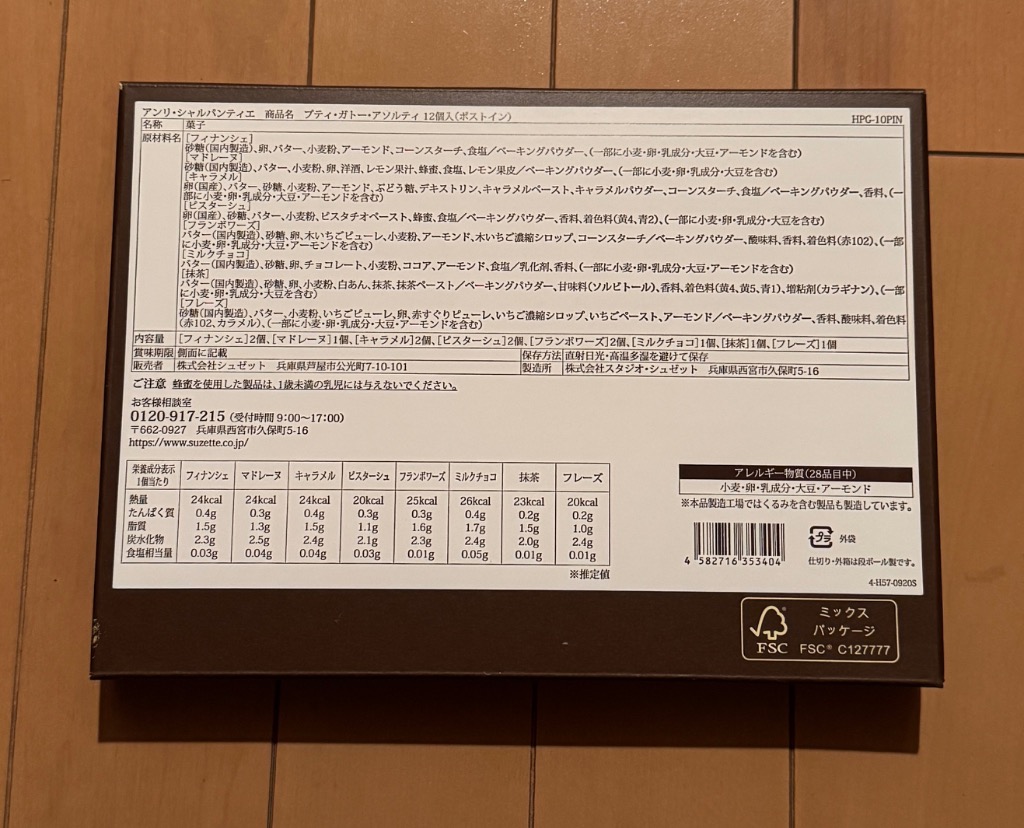 アンリ・シャルパンティエ 商品名 プティ・ガトー・アソルティ 12個入(ポストイン) HPG-10PIN
名称 菓子
原材料名 [フィナンシェ]
砂糖(国内製造)、卵、バター、小麦粉、アーモンド、コーンスターチ、食塩/ベーキングパウダー、(一部に小麦・卵・乳成分・大豆・アーモンドを含む)
[マドレーヌ]
砂糖(国内製造)、バター、小麦粉、卵、洋酒、レモン果汁、蜂蜜、食塩、レモン果皮/ベーキングパウダー、(一部に小麦・卵・乳成分・大豆を含む)
[キャラメル]
卵(国産)、バター、砂糖、小麦粉、アーモンド、ぶどう糖、デキストリン、キャラメルペースト、キャラメルパウダー、コーンスターチ、食塩/ベーキングパウダー、香料、(一
部に小麦・卵・乳成分・大豆・アーモンドを含む)
[ピスターシュ]
卵(国産)、砂糖、バター、小麦粉、ピスタチオペースト、蜂蜜、食塩/ベーキングパウダー、香料、着色料(黄4、青2)、(一部に小麦・卵・乳成分・大豆を含む)
[フランボワーズ]
バター(国内製造)、砂糖、卵、木いちごピューレ、小麦粉、アーモンド、木いちご濃縮シロップ、コーンスターチ/ベーキングパウダー、酸味料、香料、着色料(赤102)、(一部
に小麦・卵・乳成分・大豆・アーモンドを含む)
[ミルクチョコ]
バター(国内製造)、砂糖、卵、チョコレート、小麦粉、ココア、アーモンド、食塩/乳化剤、香料、(一部に小麦・卵・乳成分・大豆・アーモンドを含む)
[抹茶]
バター(国内製造)、砂糖、卵、小麦粉、白あん、抹茶、抹茶ペースト/ベーキングパウダー、甘味料(ソルビトール)、香料、着色料(黄4、黄5、青1)、増粘剤(カラギナン)、(一部
に小麦・卵・乳成分・大豆・アーモンドを含む)
[フレーズ]
砂糖(国内製造)、バター、小麦粉、いちごピューレ、卵、赤すぐりピューレ、いちご濃縮シロップ、いちごペースト、アーモンド/ベーキングパウダー、香料、酸味料、着色料
(赤102、カラメル)、(一部に小麦・卵・乳成分・大豆・アーモンドを含む)
内容量 [フィナンシェ]2個、[マドレーヌ]1個、[キャラメル]2個、[ピスターシュ]2個、[フランボワーズ]2個、[ミルクチョコ]1個、[抹茶]1個、[フレーズ]1個
賞味期限 側面に記載 保存方法 直射日光・高温多湿を避けて保存
販売者 株式会社シュゼット 兵庫県芦屋市公光町7-10-101 製造所 株式会社スタジオ・シュゼット 兵庫県西宮市久保町5-16
ご注意 蜂蜜を使用した製品は、1歳未満の乳児には与えないでください。
お客様相談室
0120-917-215 (受付時間 9:00〜17:00)
〒662-0927 兵庫県西宮市久保町5-16
https://www.suzette.co.jp/
栄養成分表示 1個当たり フィナンシェ マドレーヌ キャラメル ピスターシュ フランボワーズ ミルクチョコ 抹茶 フレーズ
熱量 24kcal 24kcal 24kcal 20kcal 25kcal 26kcal 23kcal 20kcal
たんぱく質 0.4g 0.3g 0.4g 0.3g 0.3g 0.4g 0.2g 0.2g
脂質 1.5g 1.3g 1.5g 1.1g 1.6g 1.7g 1.5g 1.0g
炭水化物 2.3g 2.5g 2.4g 2.1g 2.3g 2.4g 2.0g 2.4g
食塩相当量 0.03g 0.04g 0.04g 0.03g 0.01g 0.05g 0.01g 0.01g
※推定値
アレルギー物質(28品目中)
小麦・卵・乳成分・大豆・アーモンド
※本品製造工場ではくるみを含む製品も製造しています。
4 582716 353404
プラ 外袋
仕切り・外箱は段ボール製です。
4-H57-0920S
FSC
ミックス
パッケージ
FSC® C127777